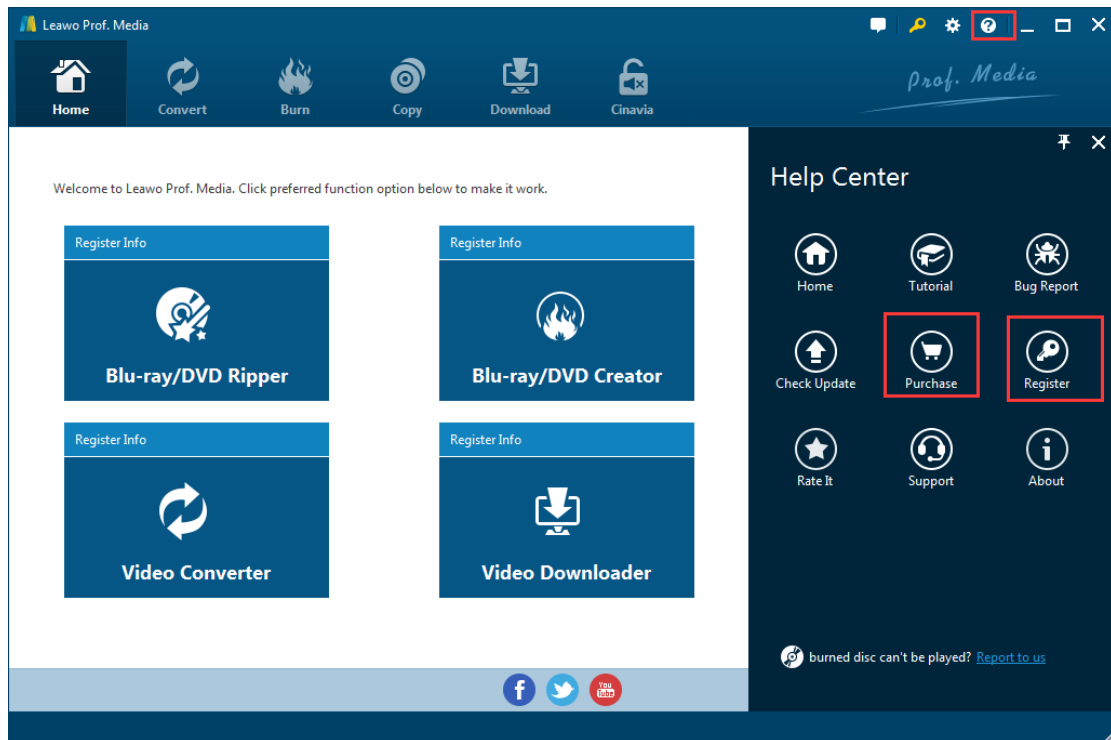 Leawo Prof. Media
Home
Convert
Burn
Copy
Download
Cinavia
Prof. Media
Welcome to Leawo Prof. Media. Click preferred function option below to make it work.
Register Info
Blu-ray/DVD Ripper
Register Info
Blu-ray/DVD Creator
Register Info
Video Converter
Register Info
Video Downloader
Help Center
Home
Tutorial
Bug Report
Check Update
Purchase
Register
Rate It
Support
About
burned disc can't be played? Report to us
You
Tube